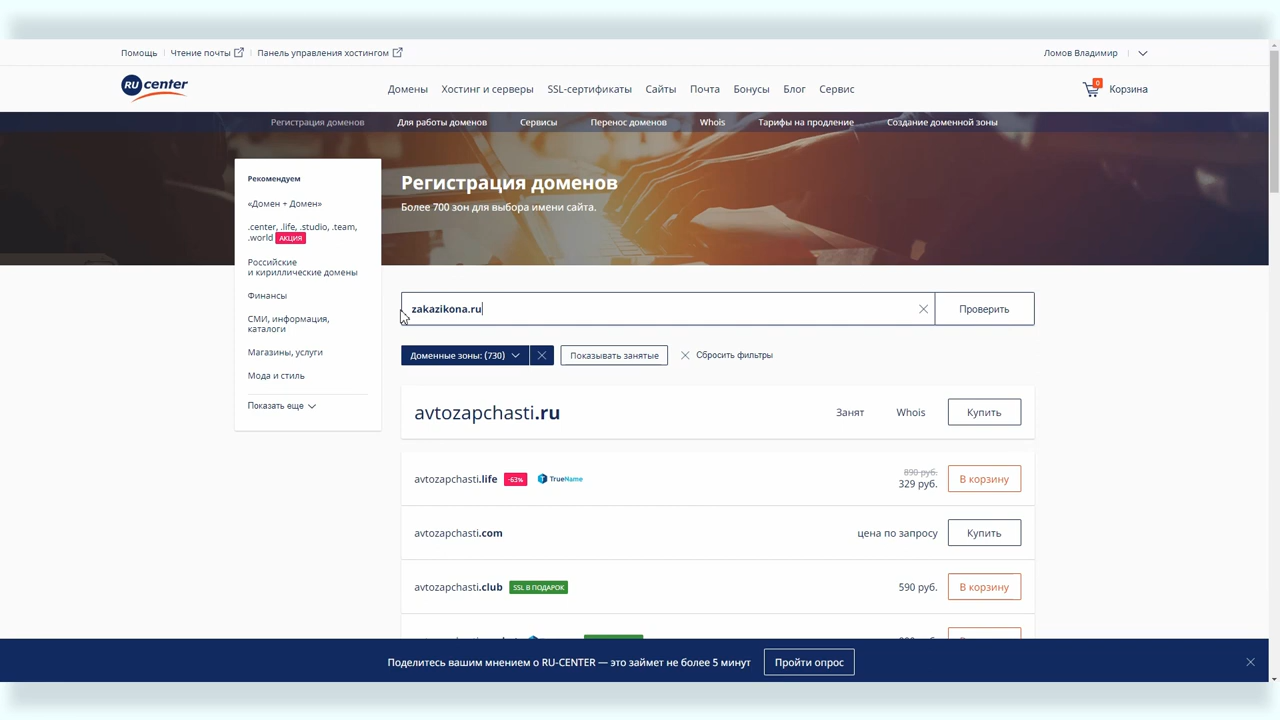 Помощь
Чтение почты
Панель управления хостингом
Ломов Владимир
RU center
Домены
Хостинг и серверы
SSL-сертификаты
Сайты
Почта
Бонусы
Блог
Сервис
0
Корзина
Регистрация доменов
Для работы доменов
Сервисы
Перенос доменов
Whois
Тарифы на продление
Создание доменной зоны
Рекомендуем
«Домен + Домен»
.center, .life, .studio, .team,
.world АКЦИЯ
Российские
и кириллические домены
Финансы
СМИ, информация,
каталоги
Магазины, услуги
Мода и стиль
Показать еще
Регистрация доменов
Более 700 зон для выбора имени сайта.
zakazikona.ru
Проверить
Доменные зоны: (730)
Показывать занятые
Сбросить фильтры
avtozapchasti.ru
Занят
Whois
Купить
avtozapchasti.life
-63%
TrueName
890 руб.
329 руб.
В корзину
avtozapchasti.com
цена по запросу
Купить
avtozapchasti.club
SSL В ПОДАРОК
590 руб.
В корзину
Поделитесь вашим мнением о RU-CENTER — это займет не более 5 минут
Пройти опрос